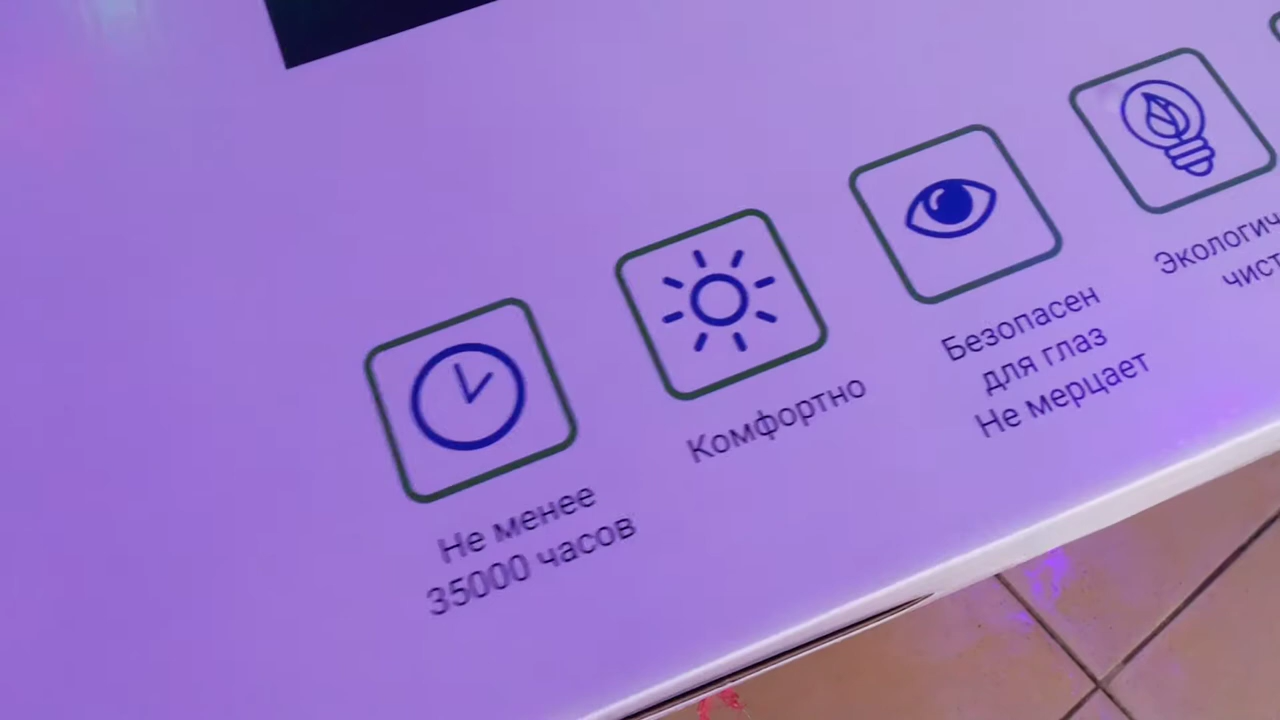 Не менее
35000 часов
Комфортно
Безопасен
для глаз
Не мерцает